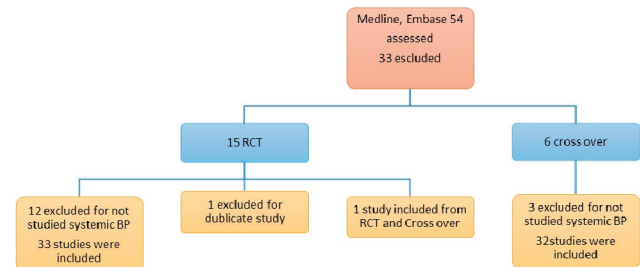 Medline, Embase 54
assessed
33 escluded
15 RCT
6 cross over
12 excluded for not
studied systemic BP
33 studies were
included
1 excluded for
dublicate study
1 study included from
RCT and Cross over
3 excluded for not
studied systemic BP
32studies were
included